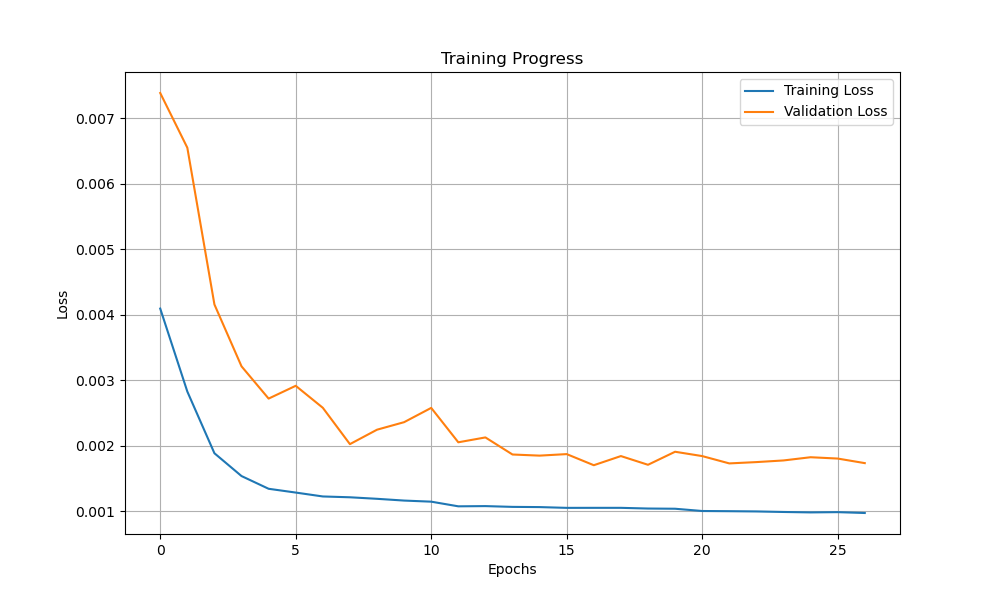 Training Progress
Training Loss
Validation Loss
0.007
0.006
0.005
0.004
0.003
0.002
0.001
Loss
0 5 10 15 20 25
Epochs